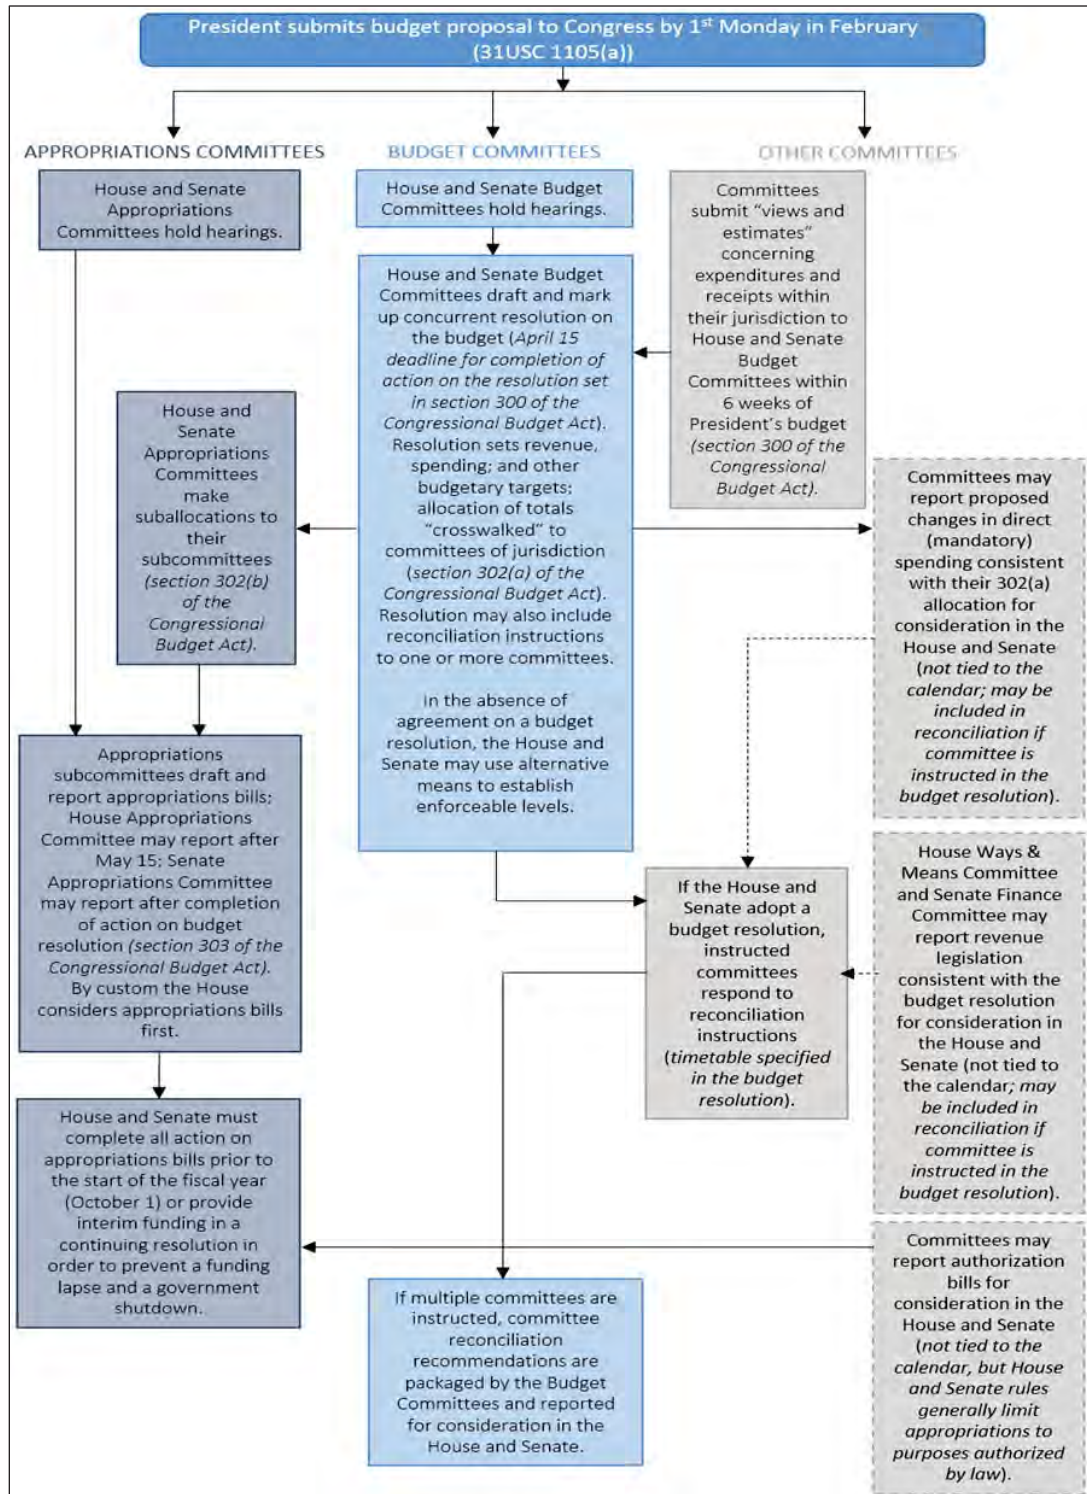 President submits budget proposal to Congress by 1st Monday in February
(31USC 1105(a))
APPROPRIATIONS COMMITTEES
House and Senate
Appropriations
Committees hold hearings.
BUDGET COMMITTEES
House and Senate Budget
Committees hold hearings.
OTHER COMMITTEES
Committees
submit "views and
estimates"
concerning
expenditures and
receipts within
their jurisdiction to
House and Senate
Budget
Committees within
6 weeks of
President's budget
(section 300 of the
Congressional
Budget Act).
House and Senate Budget
Committees draft and mark
up concurrent resolution on
the budget (April 15
deadline for completion of
action on the resolution set
in section 300 of the
Congressional Budget Act).
Resolution sets revenue,
spending; and other
budgetary targets;
allocation of totals
"crosswalked" to
committees of jurisdiction
(section 302(a) of the
Congressional Budget Act).
Resolution may also include
reconciliation instructions
to one or more committees.
In the absence of
agreement on a budget
resolution, the House and
Senate may use alternative
means to establish
enforceable levels.
House and
Senate
Appropriations
Committees
make
suballocations to
their
subcommittees
(section 302(b)
of the
Congressional
Budget Act).
Committees may
report proposed
changes in direct
(mandatory)
spending consistent
with their 302(a)
allocation for
consideration in the
House and Senate
(not tied to the
calendar; may be
included in
reconciliation if
committee is
instructed in the
budget resolution).
Appropriations
subcommittees draft and
report appropriations bills;
House Appropriations
Committee may report after
May 15; Senate
Appropriations Committee
may report after completion
of action on budget
resolution (section 303 of the
Congressional Budget Act).
By custom the House
considers appropriations bills
first.
If the House and
Senate adopt a
budget resolution,
instructed
committees
respond to
reconciliation
instructions
(timetable specified
in the budget
resolution).
House Ways &
Means Committee
and Senate Finance
Committee may
report revenue
legislation
consistent with the
budget resolution
for consideration in
the House and
Senate (not tied to
the calendar; may
be included in
reconciliation if
committee is
instructed in the
budget resolution).
House and Senate must
complete all action on
appropriations bills prior to
the start of the fiscal year
(October 1) or provide
interim funding in a
continuing resolution in
order to prevent a funding
lapse and a government
shutdown.
If multiple committees are
instructed, committee
reconciliation
recommendations are
packaged by the Budget
Committees and reported
for consideration in the
House and Senate.
Committees may
report authorization
bills for
consideration in the
House and Senate
(not tied to the
calendar, but House
and Senate rules
generally limit
appropriations to
purposes authorized
by law).